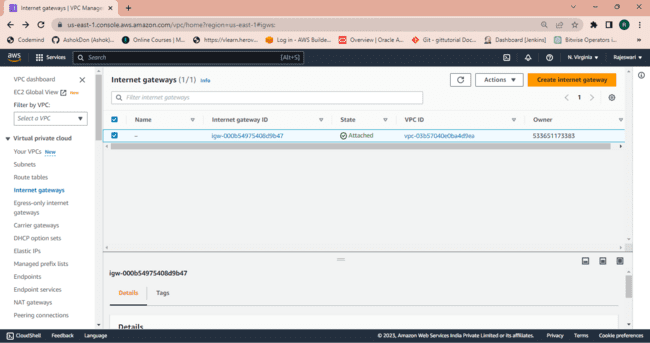 Internet gateways | VPC Manag
us-east-1.console.aws.amazon.com/vpc/home?region=us-east-1#igws:
Codemind
AshokDon (Ashok)...
Online Courses | M...
https://vlearn.herov...
Log in - AWS Builde...
Overview | Oracle A...
Git - gittutorial Doc...
Dashboard [Jenkins]
Bitwise Operators i...
aws
Services
Search
[Alt+S]
N. Virginia
Rajeswari
VPC dashboard
EC2 Global View
New
Filter by VPC:
Select a VPC
Virtual private cloud
Your VPCs New
Subnets
Route tables
Internet gateways
Egress-only internet
gateways
Carrier gateways
DHCP option sets
Elastic IPs
Managed prefix lists
Endpoints
Endpoint services
NAT gateways
Peering connections
Internet gateways (1/1) Info
Actions
Create internet gateway
Filter internet gateways
1
Name
Internet gateway ID
State
VPC ID
Owner
–
igw-000b54975408d9b47
Attached
vpc-03b57040e0ba4d9ea
533651173383
igw-000b54975408d9b47
Details
Tags
Details
CloudShell
Feedback
Language
© 2023, Amazon Web Services India Private Limited or its affiliates.
Privacy
Terms
Cookie preferences